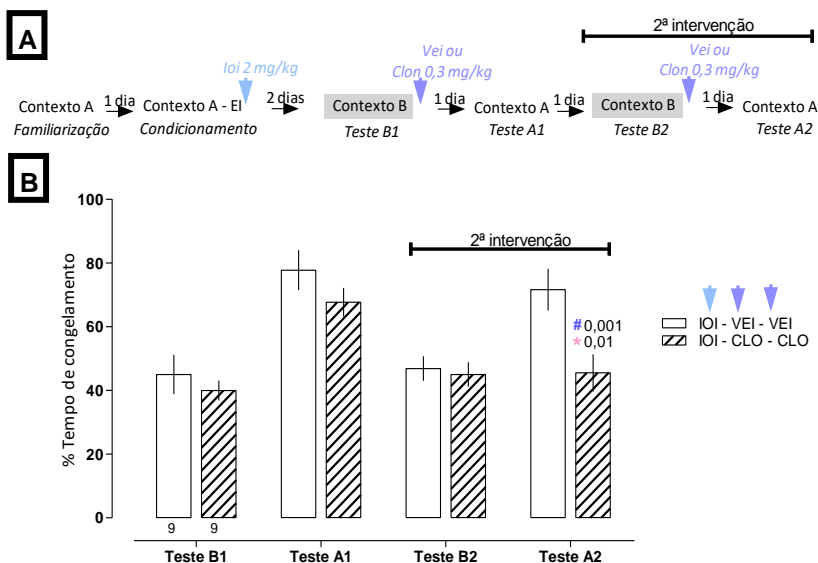 A
2ª intervenção
Ioi 2 mg/kg
Vei ou
Clon 0,3 mg/kg
Vei ou
Clon 0,3 mg/kg
Contexto A 1 dia Contexto A - EI 2 dias Contexto B 1 dia Contexto A 1 dia Contexto B 1 dia Contexto A
Familiarização Condicionamento Teste B1 Teste A1 Teste B2 Teste A2
B
% Tempo de congelamento
100
80
60
40
20
0
2ª intervenção
#0,001
*0,01
IOI - VEI - VEI
IOI - CLO - CLO
9 9
Teste B1 Teste A1 Teste B2 Teste A2